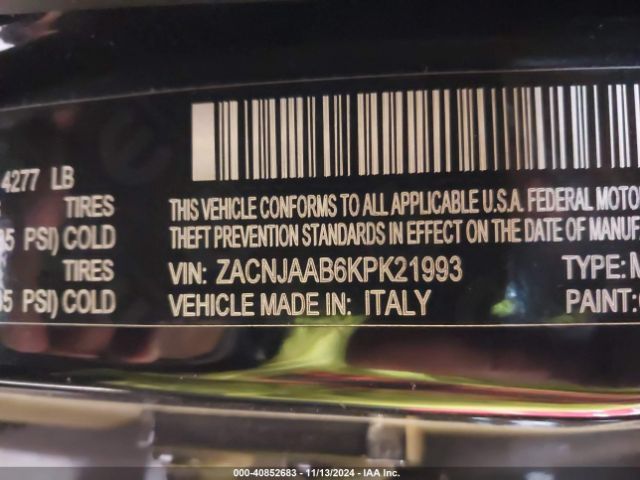 4277 LB
TIRES
PSI) COLD
TIRES
PSI) COLD
THIS VEHICLE CONFORMS TO ALL APPLICABLE U.S.A. FEDERAL MOTOR
THEFT PREVENTION STANDARDS IN EFFECT ON THE DATE OF MANUF
VIN: ZACNJAAB6KPK21993 TYPE: M
VEHICLE MADE IN: ITALY PAINT:
000-40852683 | 11/13/2024 - IAA Inc.